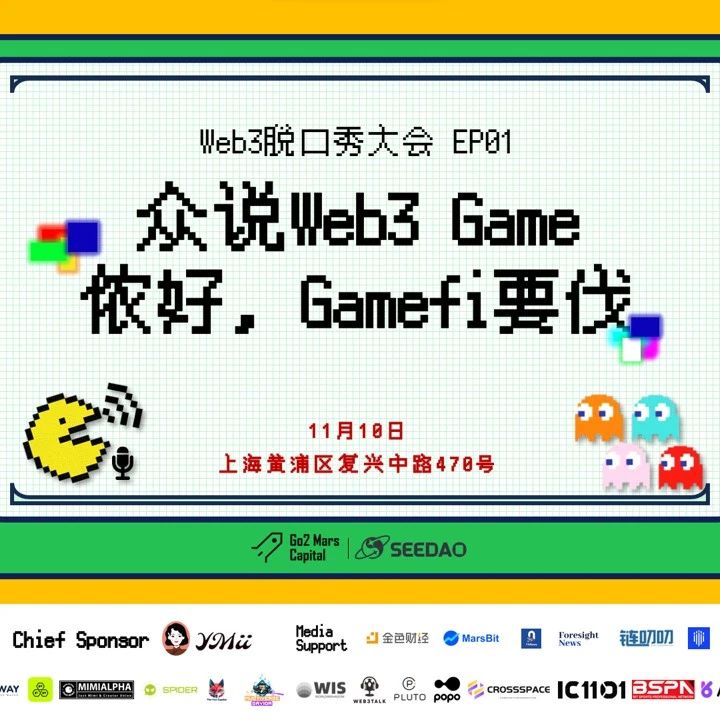 Web3脱口秀大会 EP01
众说Web3 Game
侬好, Gamefi要伐
11月10日
上海黄浦区复兴中路470号
Go2 Mars
Capital
SEEDAO
Chief Sponsor
YMii
Media
Support
金色财经
MarsBit
Foresight
News
链叨叨
WAY
MIMIALPHA
SPIDER
WIS
WEB3TALK
PLUTO
popo
CROSSSPACE
IC1101
BSPN